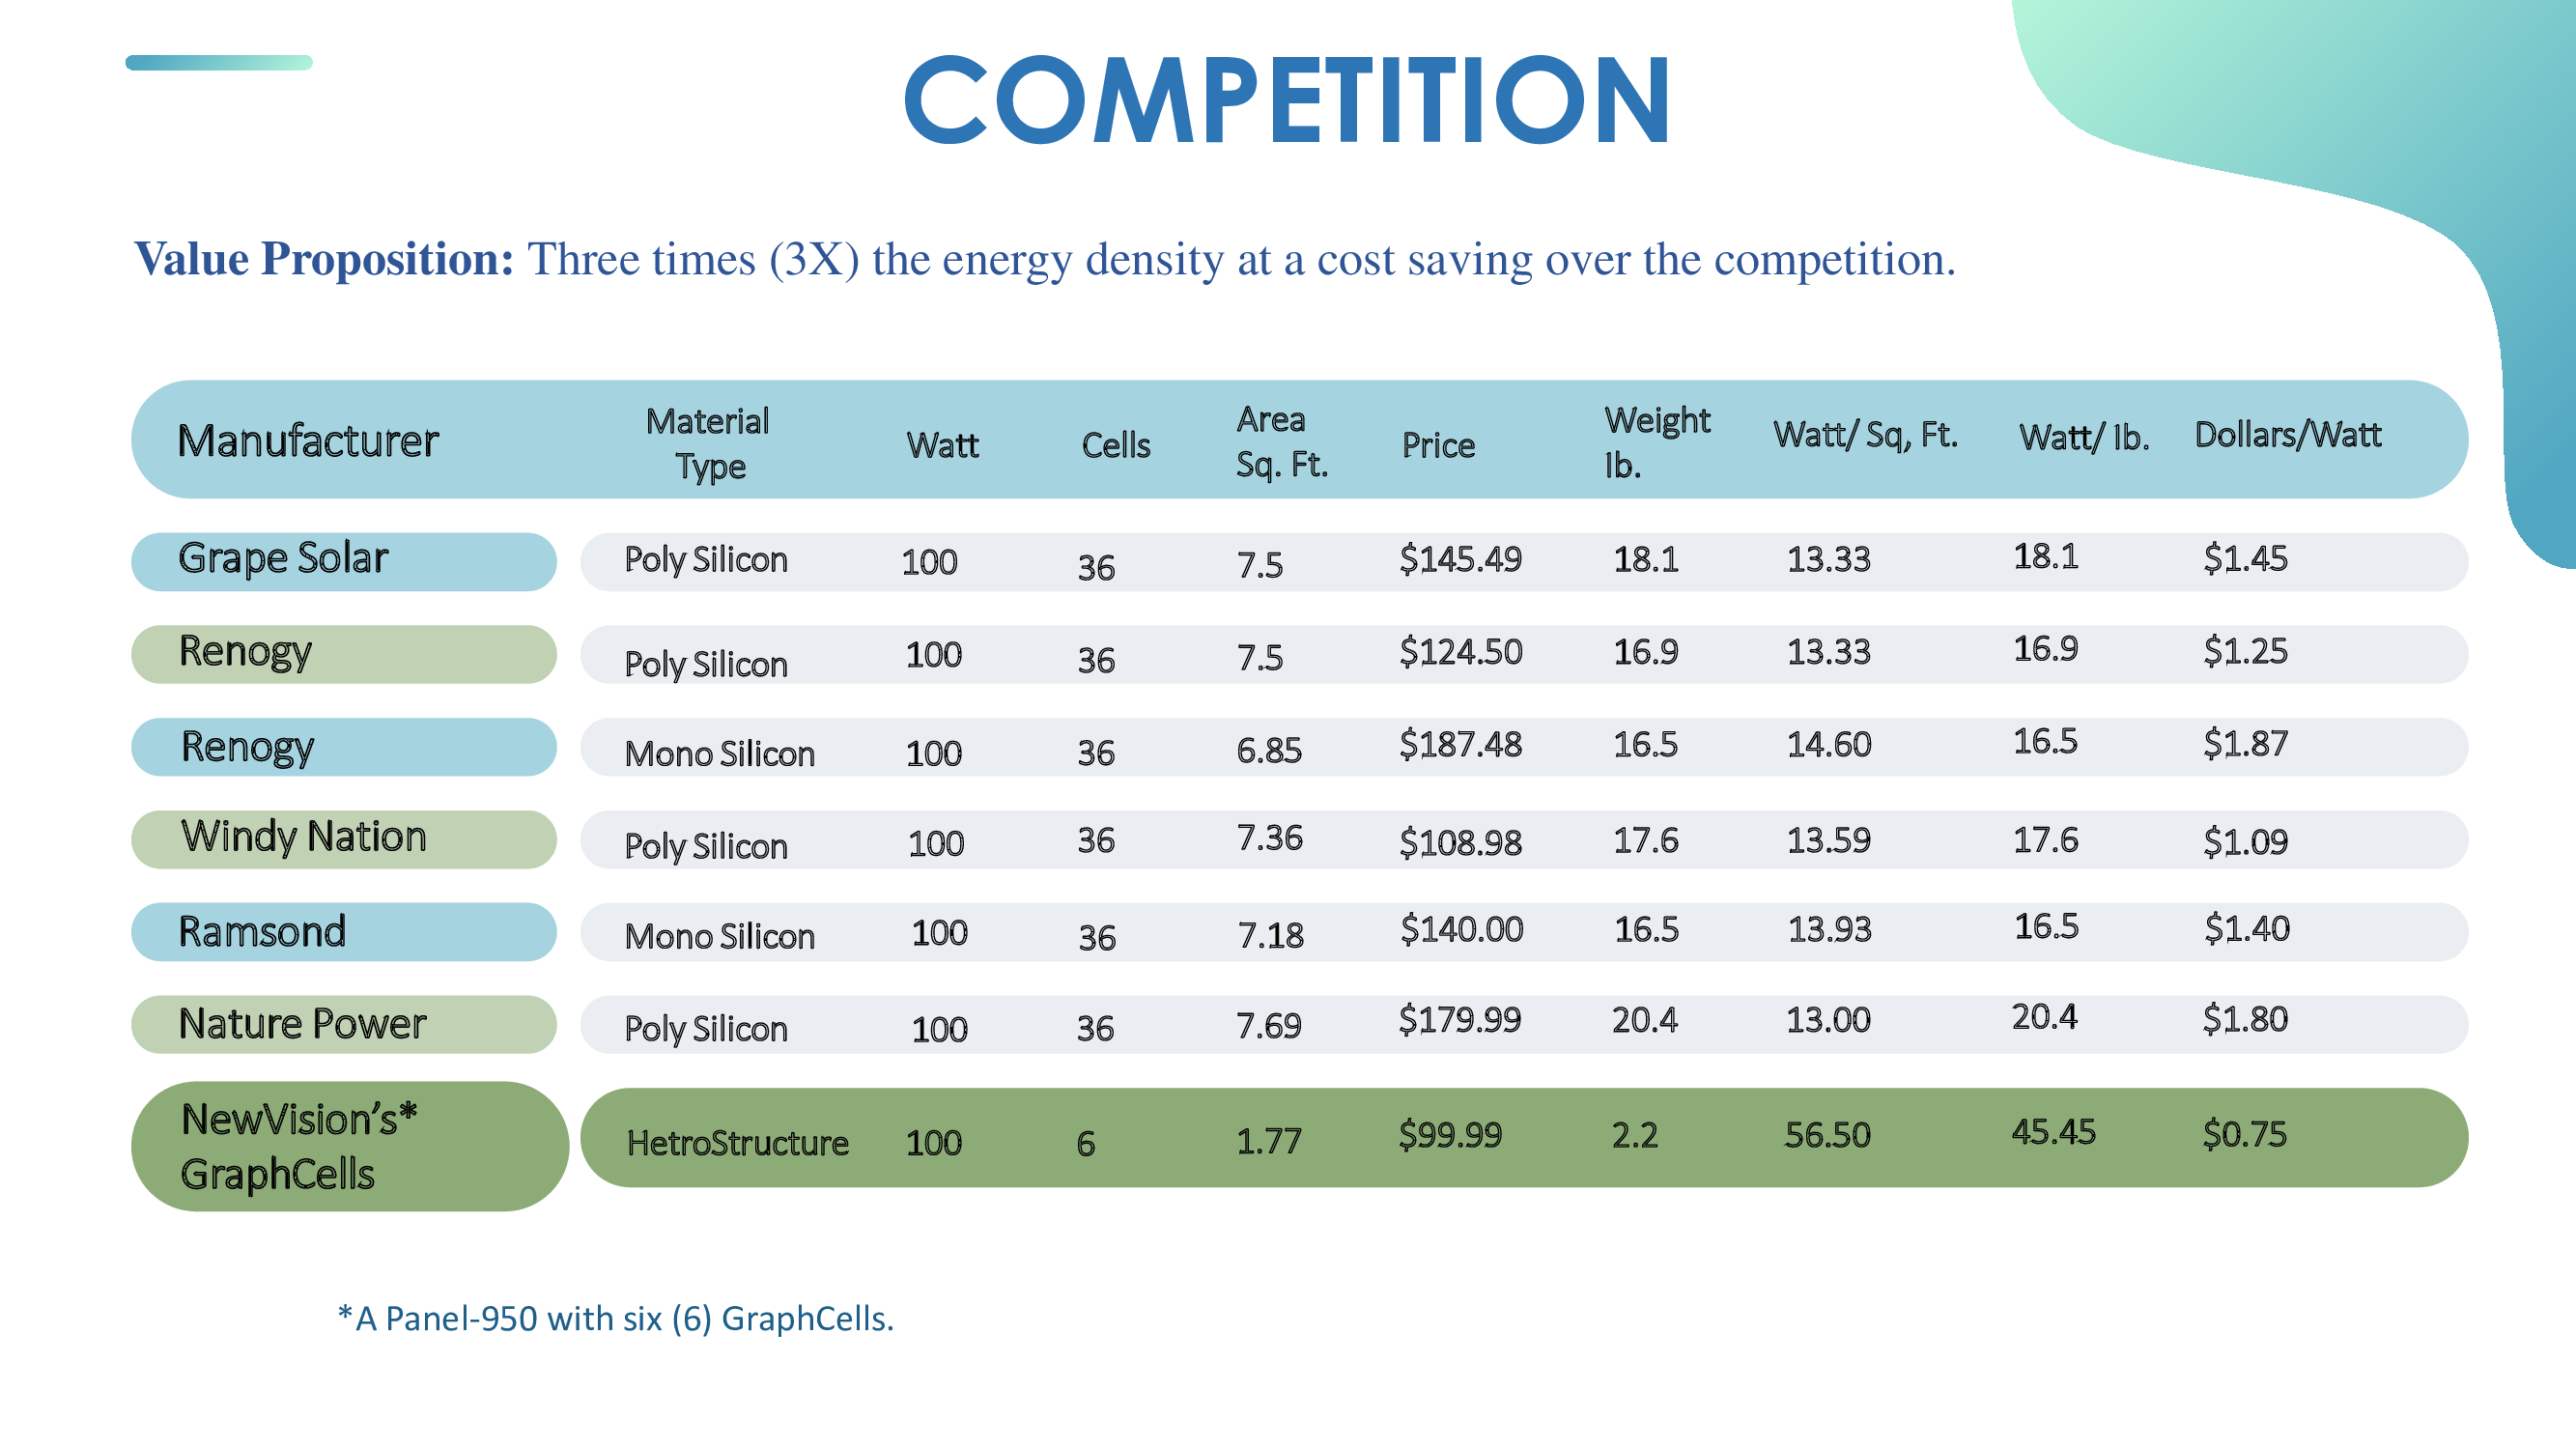 COMPETITION
Value Proposition: Three times (3X) the energy density at a cost saving over the competition.
Manufacturer Material Type Watt Cells Area Sq. Ft. Price Weight lb. Watt/ Sq, Ft. Watt/ lb. Dollars/Watt
Grape Solar Poly Silicon 100 36 7.5 $145.49 18.1 13.33 18.1 $1.45
Renogy Poly Silicon 100 36 7.5 $124.50 16.9 13.33 16.9 $1.25
Renogy Mono Silicon 100 36 6.85 $187.48 16.5 14.60 16.5 $1.87
Windy Nation Poly Silicon 100 36 7.36 $108.98 17.6 13.59 17.6 $1.09
Ramsond Mono Silicon 100 36 7.18 $140.00 16.5 13.93 16.5 $1.40
Nature Power Poly Silicon 100 36 7.69 $179.99 20.4 13.00 20.4 $1.80
NewVision’s* GraphCells HetroStructure 100 6 1.77 $99.99 2.2 56.50 45.45 $0.75
*A Panel-950 with six (6) GraphCells.